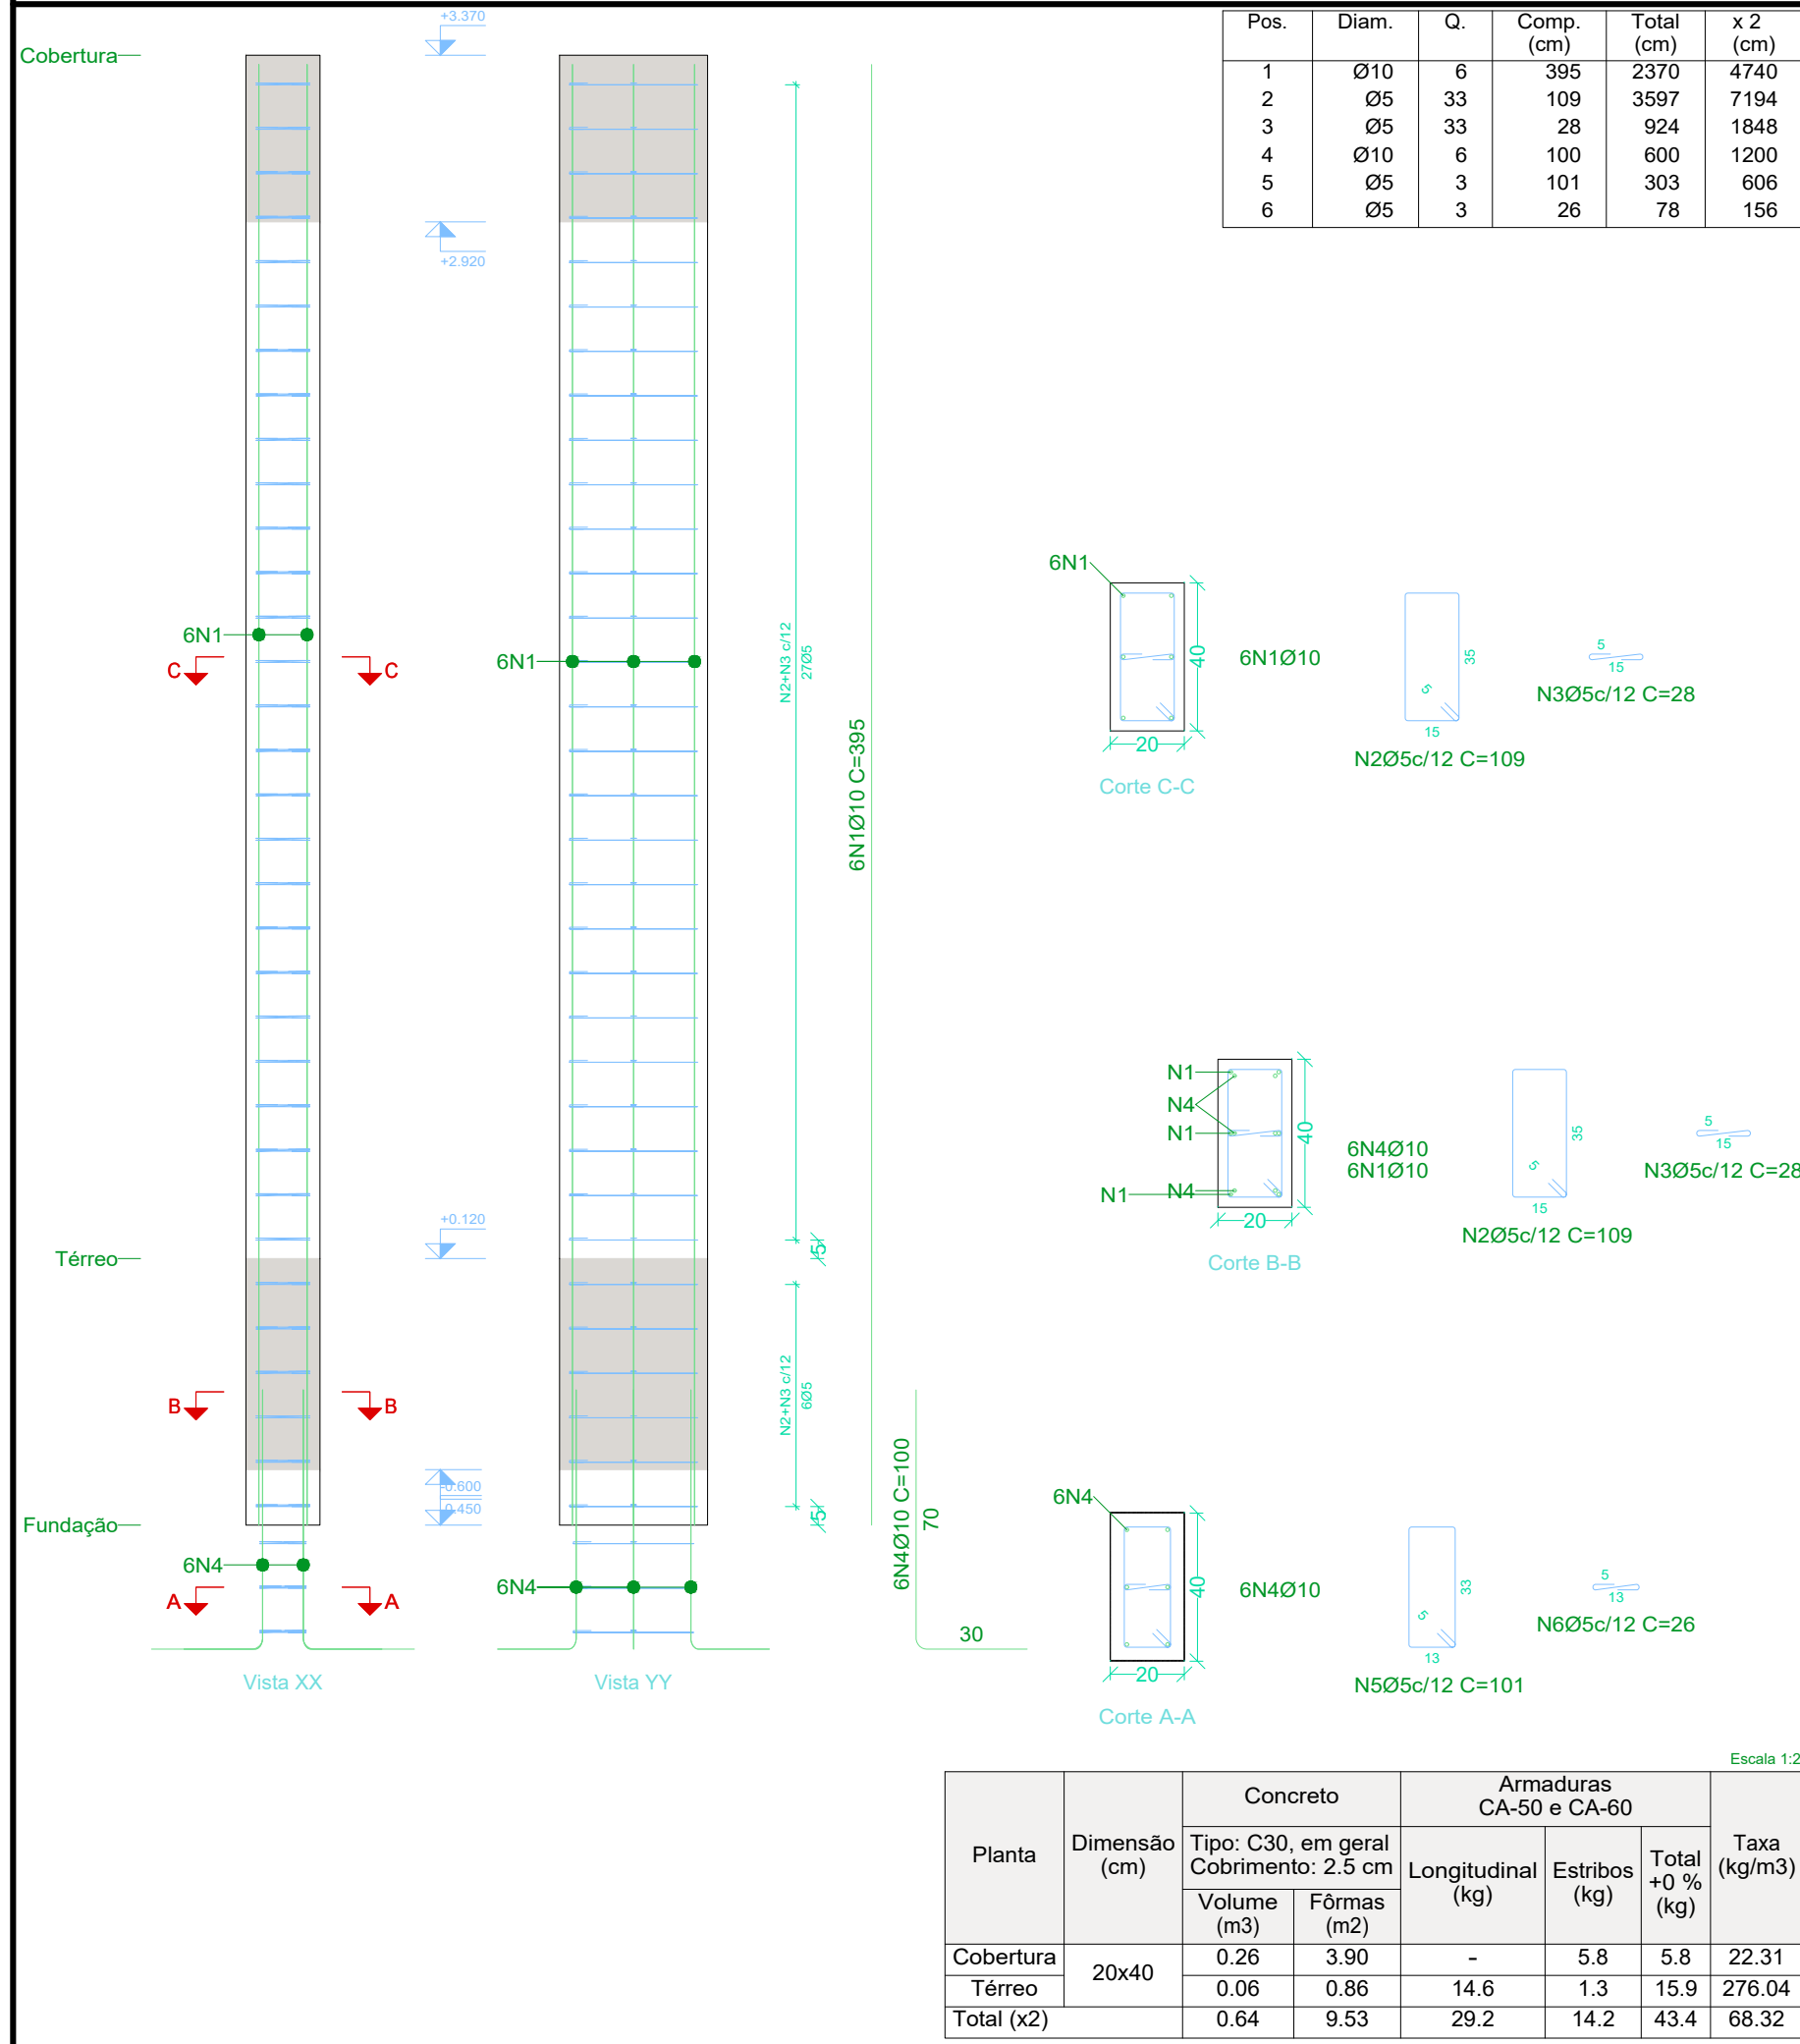 Pos. Diam. Q. Comp. (cm) Total (cm) x 2 (cm)
1 Ø10 6 395 2370 4740
2 Ø5 33 109 3597 7194
3 Ø5 33 28 924 1848
4 Ø10 6 100 600 1200
5 Ø5 3 101 303 606
6 Ø5 3 26 78 156
+3.370
Cobertura
+2.920
6N1
C C
6N1
N2+N3 c/12
27Ø5
6N1Ø10 C=395
+0.120
Térreo
5
N2+N3 c/12
6Ø5
B B
-0.600
-0.450
Fundação
5
6N4
6N4
A A
6N4Ø10 C=100
70
30
Vista XX
Vista YY
6N1
40
20
6N1Ø10
Corte C-C
35
5
15
N2Ø5c/12 C=109
5
15
N3Ø5c/12 C=28
N1
N4
N1
N1
N4
40
20
6N4Ø10
6N1Ø10
Corte B-B
35
5
15
N2Ø5c/12 C=109
5
15
N3Ø5c/12 C=28
6N4
40
20
6N4Ø10
Corte A-A
33
5
13
N5Ø5c/12 C=101
5
13
N6Ø5c/12 C=26
Escala 1:2
Planta Dimensão (cm) Concreto Armaduras CA-50 e CA-60 Taxa (kg/m3)
Tipo: C30, em geral
Cobrimento: 2.5 cm
Longitudinal (kg) Estribos (kg) Total +0 % (kg)
Volume (m3) Fôrmas (m2)
Cobertura 20x40 0.26 3.90 - 5.8 5.8 22.31
Térreo 0.06 0.86 14.6 1.3 15.9 276.04
Total (x2) 0.64 9.53 29.2 14.2 43.4 68.32